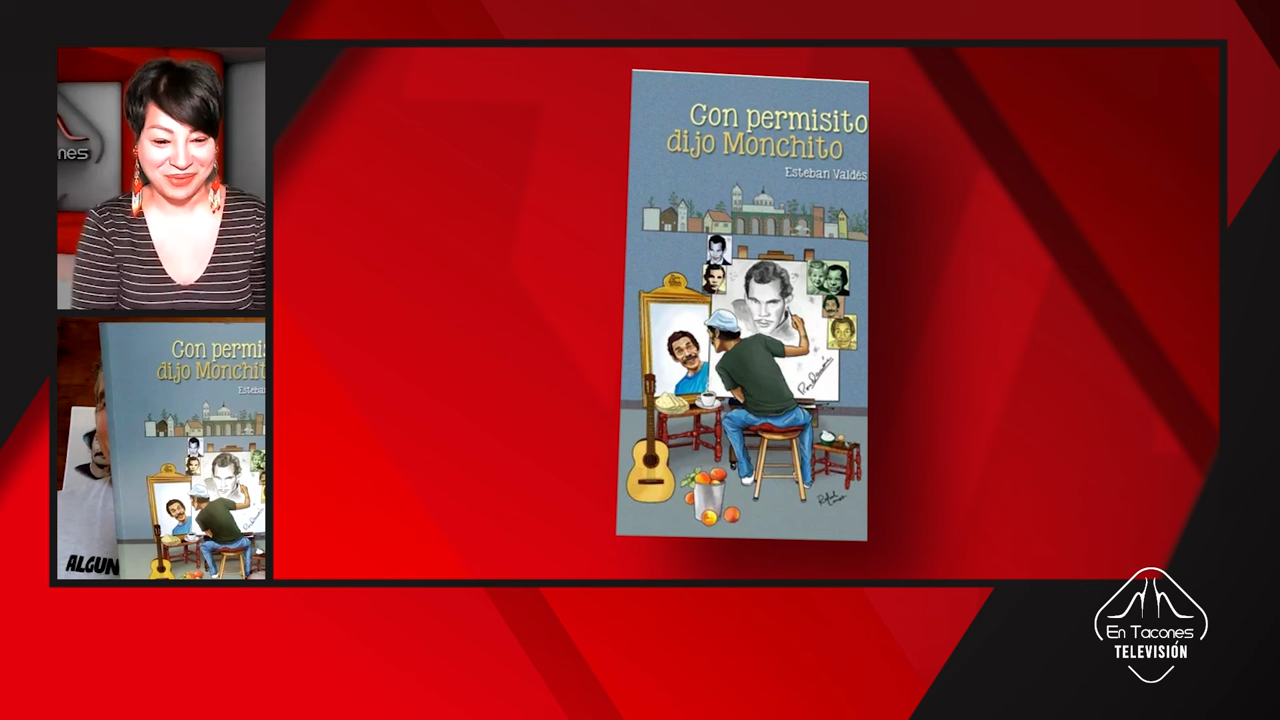 nes
Con permisito
dijo Monchito
Esteban Valdés
Con permis
dijo Monchit
Esteba
ALGUN
En Tacones
TELEVISIÓN